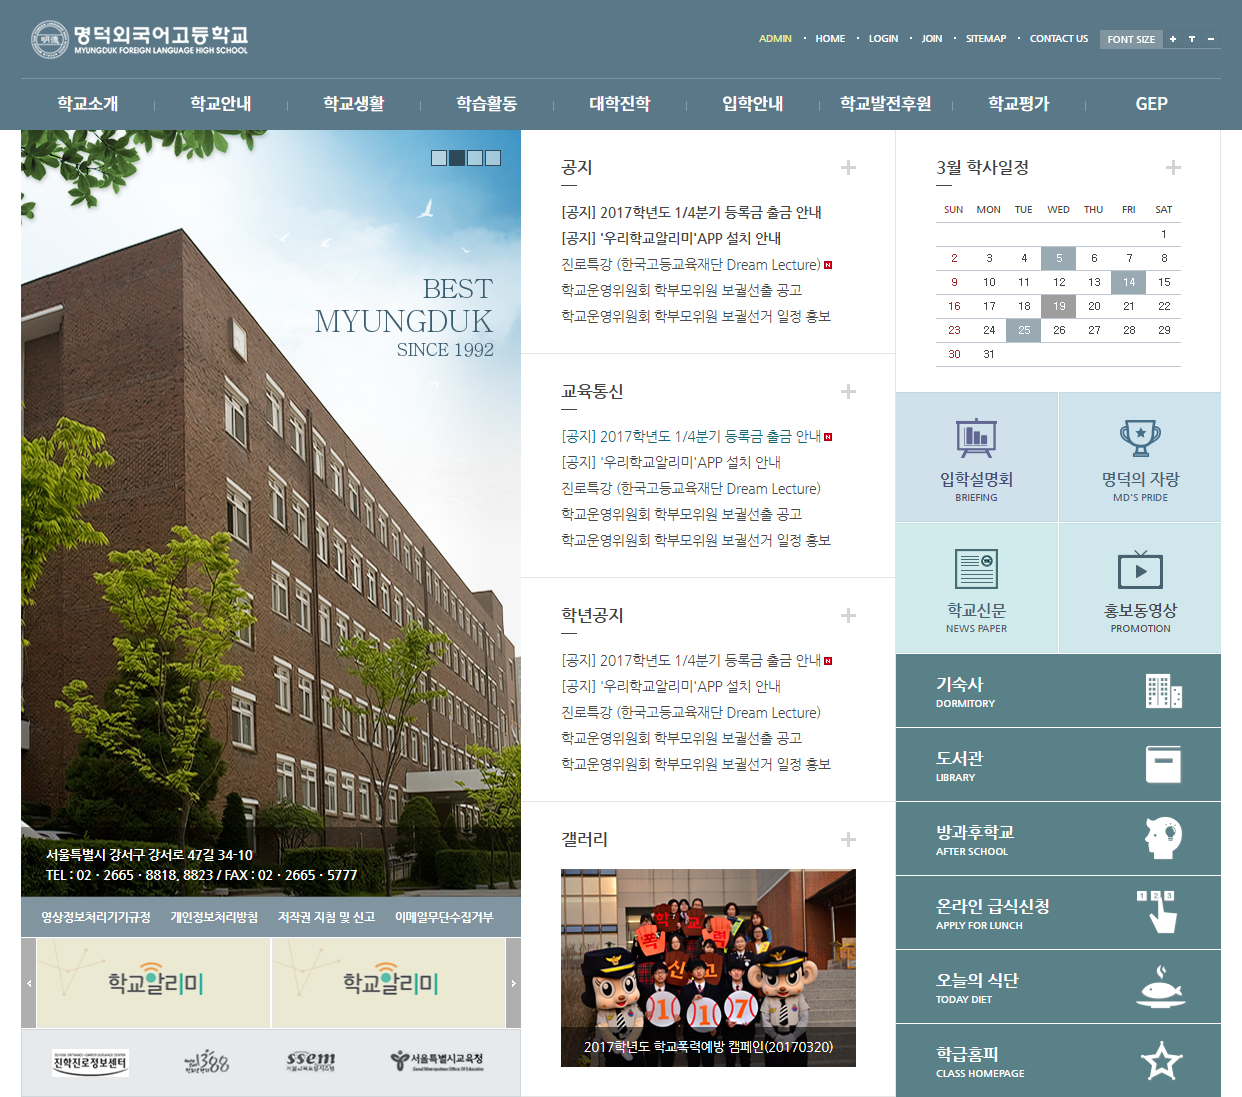 명덕외국어고등학교
MYUNGDUK FOREIGN LANGUAGE HIGH SCHOOL
ADMIN HOME LOGIN JOIN SITEMAP CONTACT US FONT SIZE + T -
학교소개 학교안내 학교생활 학습활동 대학진학 입학안내 학교발전후원 학교평가 GEP
BEST
MYUNGDUK
SINCE 1992
서울특별시 강서구 강서로 47길 34-10
TEL : 02 · 2665 · 8818, 8823 / FAX : 02 · 2665 · 5777
영상정보처리기기규정 개인정보처리방침 저작권 지침 및 신고 이메일무단수집거부
학교알리미 학교알리미
진학진로정보센터 1388 ssem 서울특별시교육청
Seoul Metropolitan Office Of Education
공지
[공지] 2017학년도 1/4분기 등록금 출금 안내
[공지] '우리학교알리미'APP 설치 안내
진로특강 (한국고등교육재단 Dream Lecture) N
학교운영위원회 학부모위원 보궐선출 공고
학교운영위원회 학부모위원 보궐선거 일정 홍보
교육통신
[공지] 2017학년도 1/4분기 등록금 출금 안내 N
[공지] '우리학교알리미'APP 설치 안내
진로특강 (한국고등교육재단 Dream Lecture)
학교운영위원회 학부모위원 보궐선출 공고
학교운영위원회 학부모위원 보궐선거 일정 홍보
학년공지
[공지] 2017학년도 1/4분기 등록금 출금 안내 N
[공지] '우리학교알리미'APP 설치 안내
진로특강 (한국고등교육재단 Dream Lecture)
학교운영위원회 학부모위원 보궐선출 공고
학교운영위원회 학부모위원 보궐선거 일정 홍보
갤러리
학교
폭력
신고
117
2017학년도 학교폭력예방 캠페인(20170320)
3월 학사일정
SUN MON TUE WED THU FRI SAT
1
2 3 4 5 6 7 8
9 10 11 12 13 14 15
16 17 18 19 20 21 22
23 24 25 26 27 28 29
30 31
입학설명회
BRIEFING
명덕의 자랑
MD'S PRIDE
학교신문
NEWS PAPER
홍보동영상
PROMOTION
기숙사
DORMITORY
도서관
LIBRARY
방과후학교
AFTER SCHOOL
온라인 급식신청
APPLY FOR LUNCH
1 2 3
오늘의 식단
TODAY DIET
학급홈피
CLASS HOMEPAGE